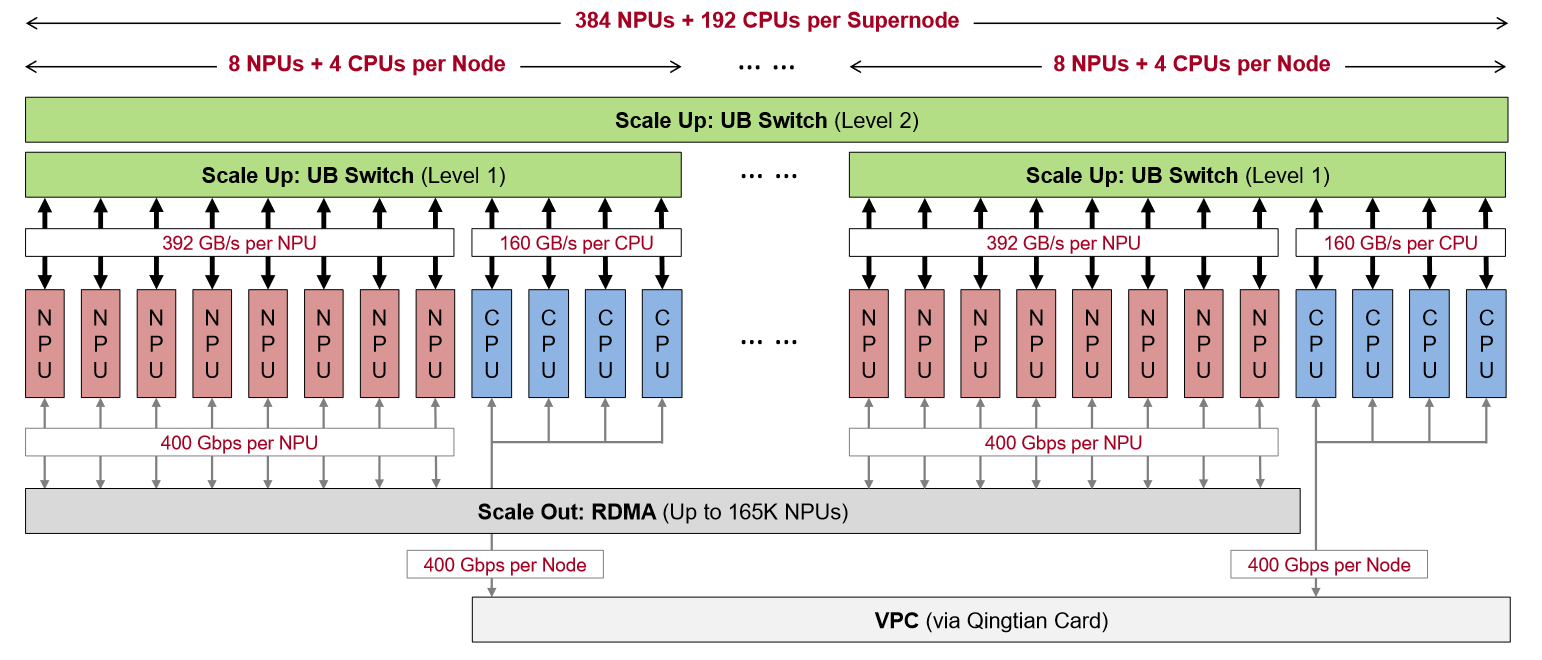 384 NPUs + 192 CPUs per Supernode
8 NPUs + 4 CPUs per Node
... ...
8 NPUs + 4 CPUs per Node
Scale Up: UB Switch (Level 2)
Scale Up: UB Switch (Level 1)
... ...
Scale Up: UB Switch (Level 1)
392 GB/s per NPU
160 GB/s per CPU
392 GB/s per NPU
160 GB/s per CPU
NPU
NPU
NPU
NPU
NPU
NPU
NPU
NPU
CPU
CPU
CPU
CPU
... ...
NPU
NPU
NPU
NPU
NPU
NPU
NPU
NPU
CPU
CPU
CPU
CPU
400 Gbps per NPU
400 Gbps per NPU
Scale Out: RDMA (Up to 165K NPUs)
400 Gbps per Node
400 Gbps per Node
VPC (via Qingtian Card)